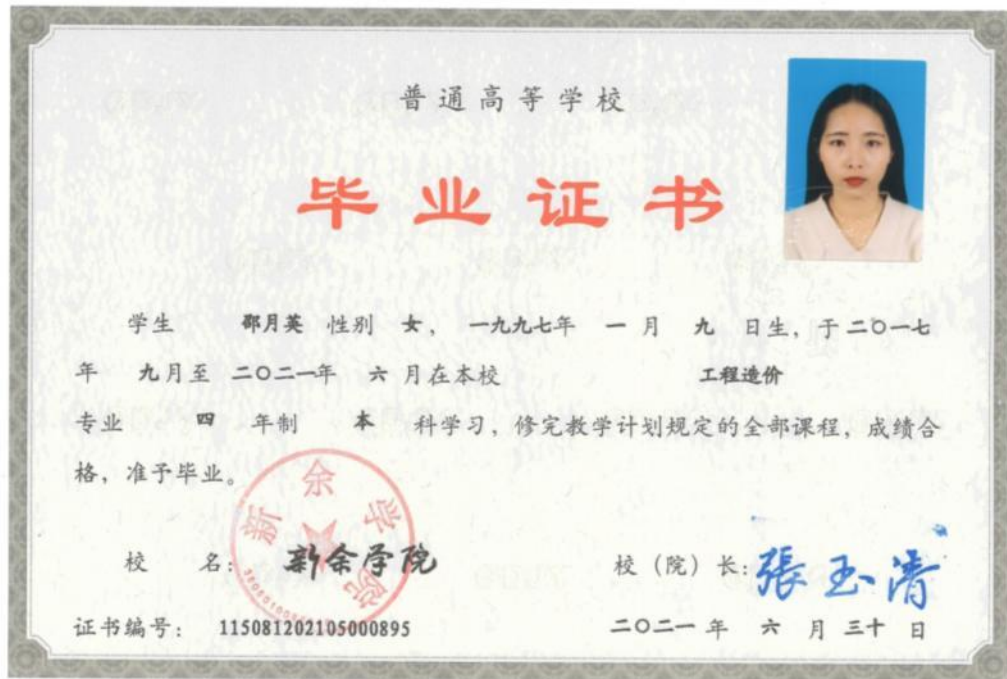 普通高等学校
毕业证书
学生 邵月英 性别 女， 一九九七年 一 月 九 日生，于二〇一七
年 九月至 二〇二一年 六 月在本校 工程造价
专业 四 年制 本 科学习，修完教学计划规定的全部课程，成绩合
格，准予毕业。
新余学院
校 名： 新余学院 校（院）长：張玉清
证书编号： 115081202105000895 二〇二一 年 六 月 三十 日